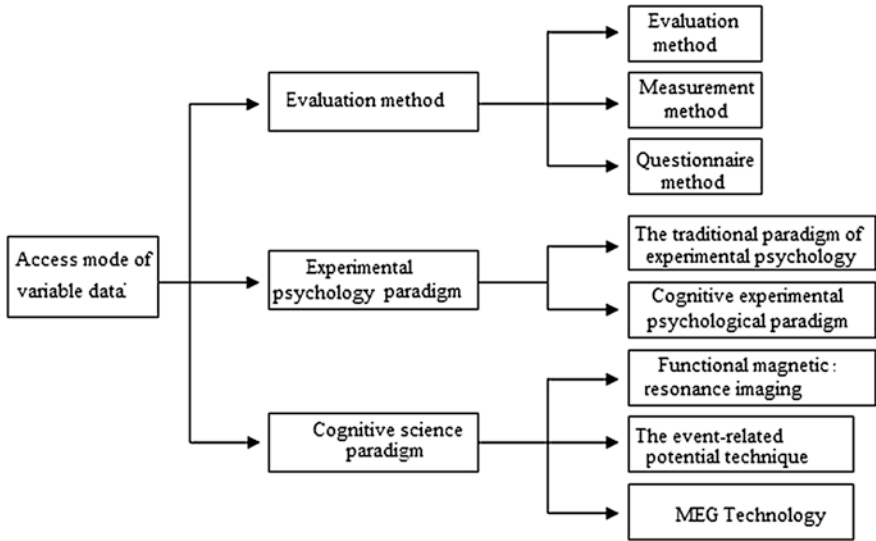 Evaluation
method
Evaluation method
Measurement
method
Questionnaire
method
Access mode of
variable data:
Experimental
psychology paradigm
The traditional paradigm of
experimental psychology
Cognitive experimental
psychological paradigm
Cognitive science
paradigm
Functional magnetic :
resonance imaging
The event-related
potential technique
MEG Technology